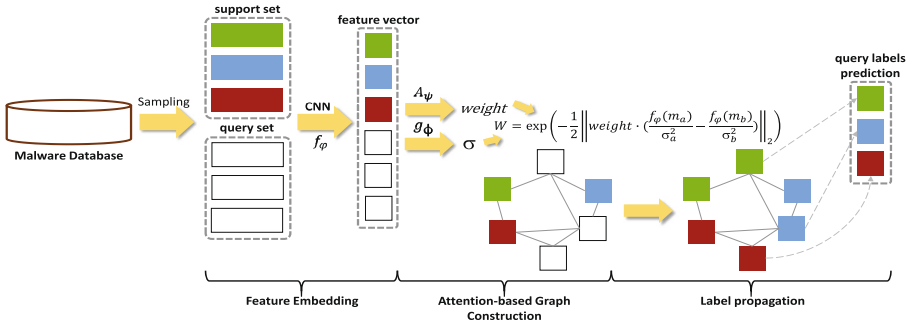 support set
feature vector
query labels
prediction
Sampling
CNN
f_φ
A_ψ
weight
g_ϕ
σ
W = exp(-1/2 ||weight · (f_φ(m_a)/σ_a^2 - f_φ(m_b)/σ_b^2)||_2)
query set
Malware Database
Feature Embedding
Attention-based Graph
Construction
Label propagation